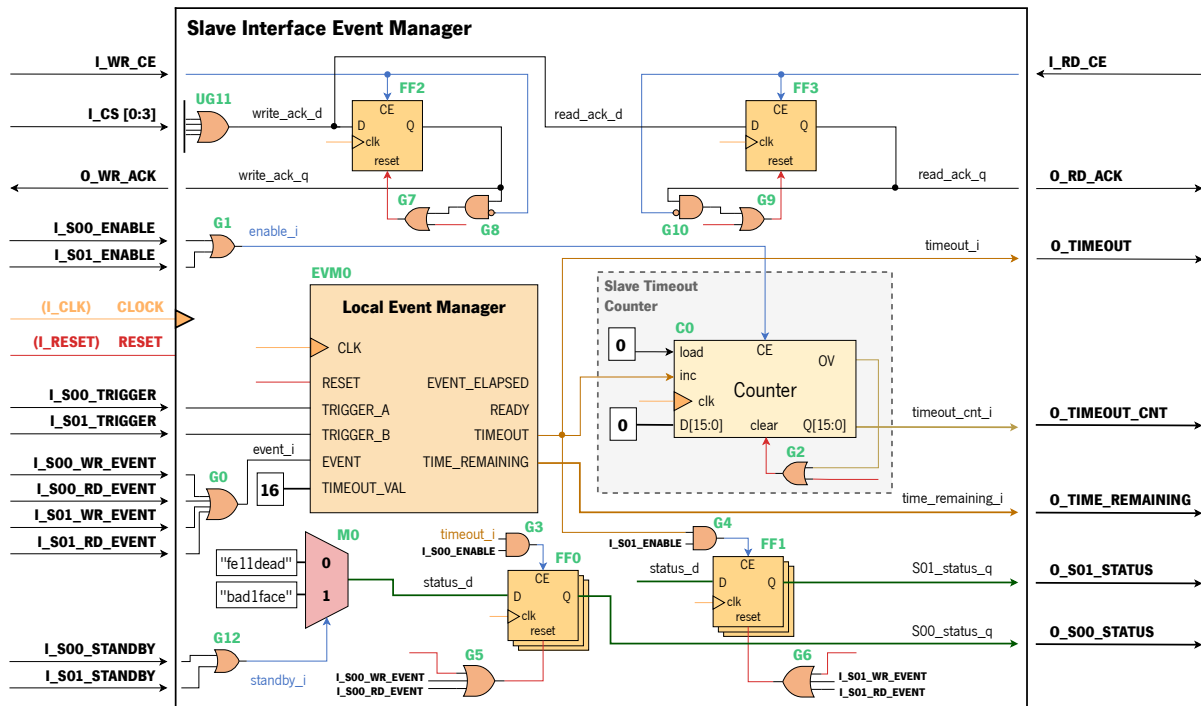 Slave Interface Event Manager
I_WR_CE
I_RD_CE
UG11
FF2
FF3
CE
CE
I_CS [0:3]
write_ack_d
read_ack_d
D
Q
D
Q
clk
clk
reset
reset
O_WR_ACK
write_ack_q
read_ack_q
O_RD_ACK
G7
G8
G9
G10
I_S00_ENABLE
G1
enable_i
I_S01_ENABLE
timeout_i
O_TIMEOUT
EVM0
Local Event Manager
Slave Timeout
Counter
(I_CLK) CLOCK
(I_RESET) RESET
C0
0
load
CE
OV
inc
Counter
clk
0
D[15:0]
clear
Q[15:0]
G2
timeout_cnt_i
O_TIMEOUT_CNT
CLK
RESET
EVENT_ELAPSED
TRIGGER_A
READY
TRIGGER_B
TIMEOUT
EVENT
TIME_REMAINING
TIMEOUT_VAL
I_S00_TRIGGER
I_S01_TRIGGER
event_i
I_S00_WR_EVENT
G0
I_S00_RD_EVENT
16
I_S01_WR_EVENT
I_S01_RD_EVENT
time_remaining_i
O_TIME_REMAINING
M0
"fe11dead"
0
"bad1face"
1
timeout_i
G3
I_S00_ENABLE
FF0
status_d
CE
D
Q
clk
reset
G4
I_S01_ENABLE
FF1
status_d
CE
D
Q
clk
reset
S01_status_q
O_S01_STATUS
S00_status_q
O_S00_STATUS
G12
I_S00_STANDBY
I_S01_STANDBY
standby_i
G5
I_S00_WR_EVENT
I_S00_RD_EVENT
G6
I_S01_WR_EVENT
I_S01_RD_EVENT